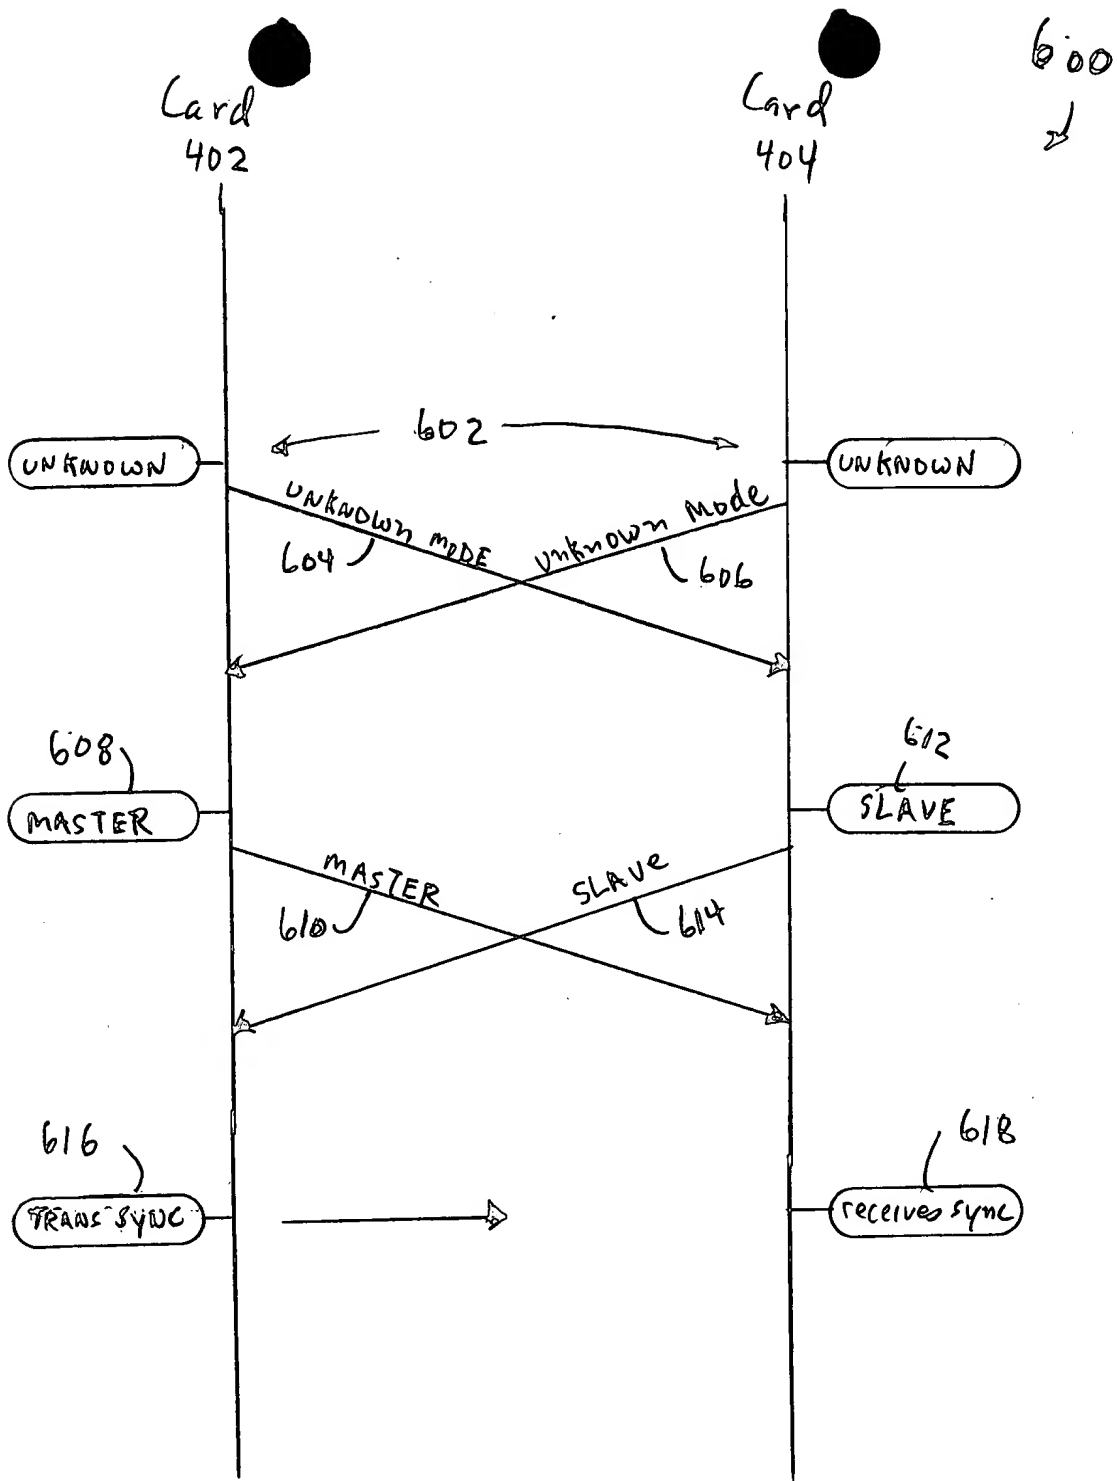 600
Card
402
Card
404
602
UNKNOWN
UNKNOWN
UNKNOWN MODE
UNKNOWN MODE
604
606
608
612
MASTER
SLAVE
MASTER
SLAVE
610
614
616
618
TRANS SYNC
receives sync